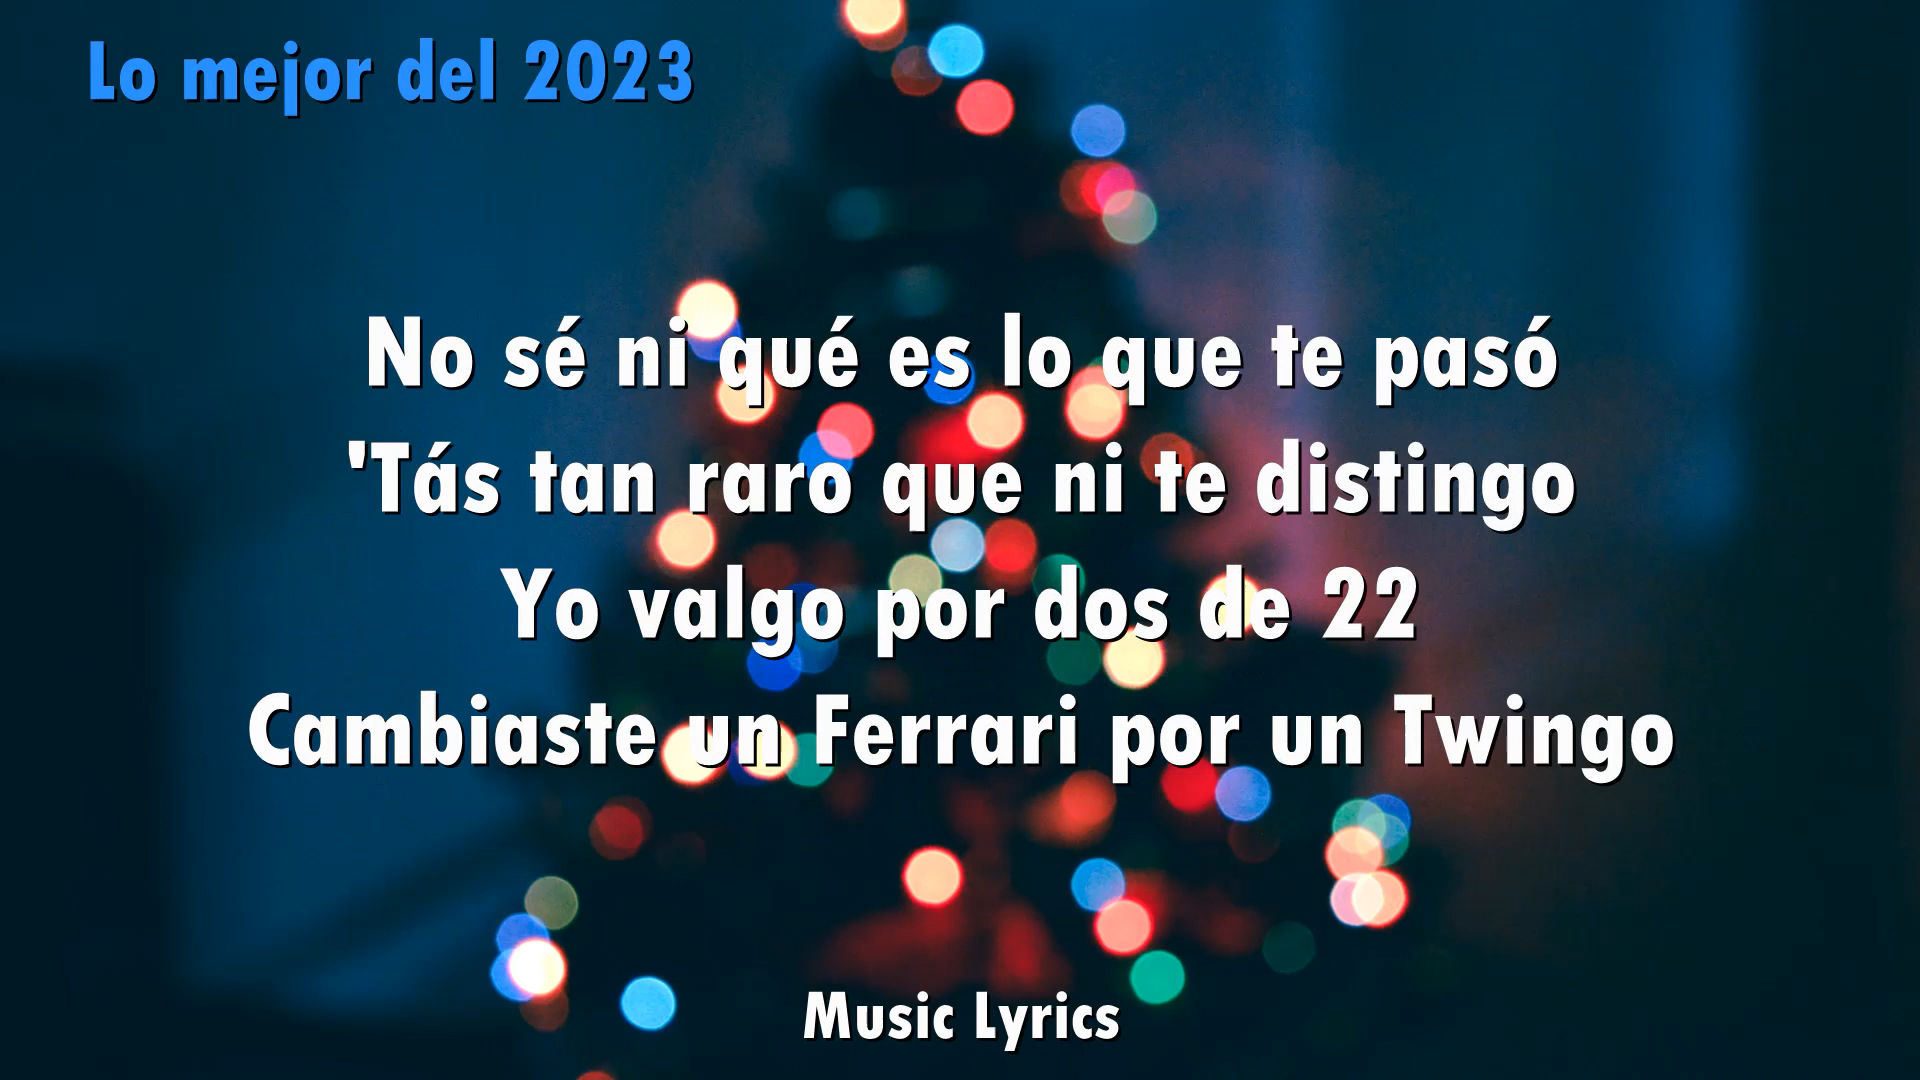 Lo mejor del 2023
No sé ni qué es lo que te pasó
'Tás tan raro que ni te distingo
Yo valgo por dos de 22
Cambiaste un Ferrari por un Twingo
Music Lyrics